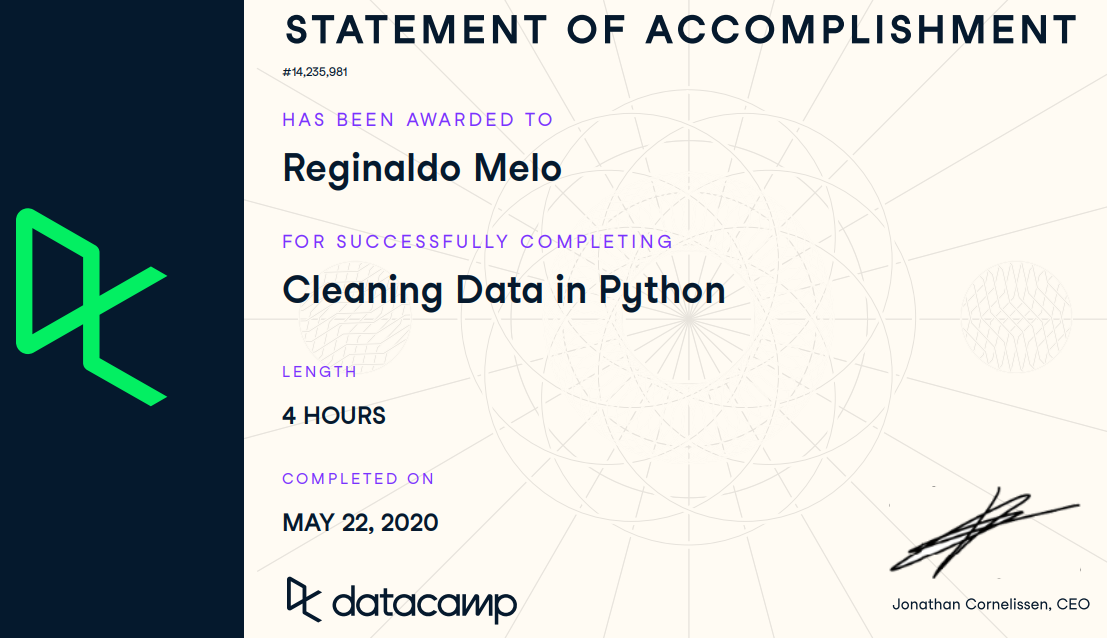 STATEMENT OF ACCOMPLISHMENT
#14,235,981
HAS BEEN AWARDED TO
Reginaldo Melo
FOR SUCCESSFULLY COMPLETING
Cleaning Data in Python
LENGTH
4 HOURS
COMPLETED ON
MAY 22, 2020
datacamp
Jonathan Cornelissen, CEO